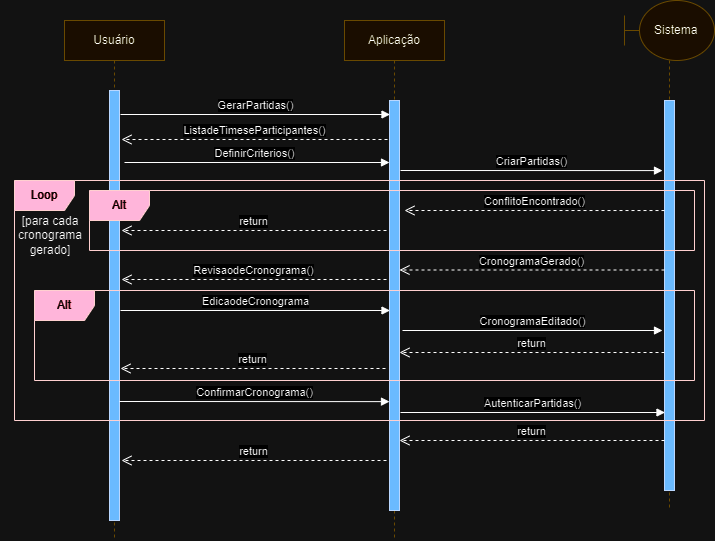 Usuário
Aplicação
Sistema
GerarPartidas()
ListadeTimeseParticipantes()
DefinirCriterios()
CriarPartidas()
Loop
[para cada
cronograma
gerado]
Alt
ConflitoEncontrado()
return
CronogramaGerado()
RevisaodeCronograma()
Alt
EdicaodeCronograma
CronogramaEditado()
return
return
ConfirmarCronograma()
AutenticarPartidas()
return
return